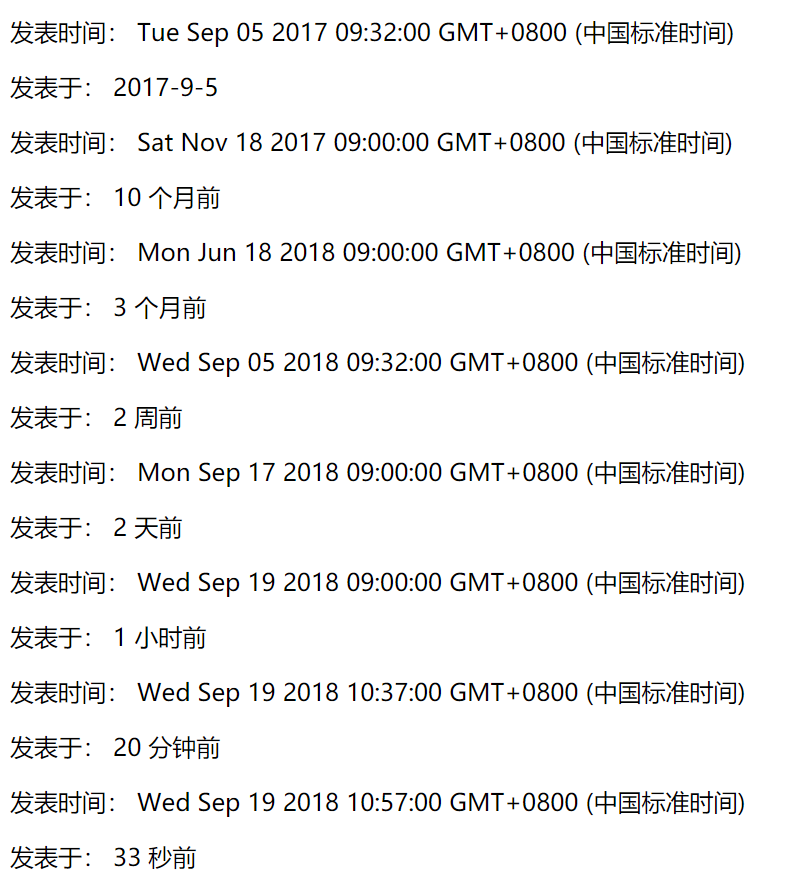 发表时间： Tue Sep 05 2017 09:32:00 GMT+0800 (中国标准时间)
发表于： 2017-9-5
发表时间： Sat Nov 18 2017 09:00:00 GMT+0800 (中国标准时间)
发表于： 10 个月前
发表时间： Mon Jun 18 2018 09:00:00 GMT+0800 (中国标准时间)
发表于： 3 个月前
发表时间： Wed Sep 05 2018 09:32:00 GMT+0800 (中国标准时间)
发表于： 2 周前
发表时间： Mon Sep 17 2018 09:00:00 GMT+0800 (中国标准时间)
发表于： 2 天前
发表时间： Wed Sep 19 2018 09:00:00 GMT+0800 (中国标准时间)
发表于： 1 小时前
发表时间： Wed Sep 19 2018 10:37:00 GMT+0800 (中国标准时间)
发表于： 20 分钟前
发表时间： Wed Sep 19 2018 10:57:00 GMT+0800 (中国标准时间)
发表于： 33 秒前